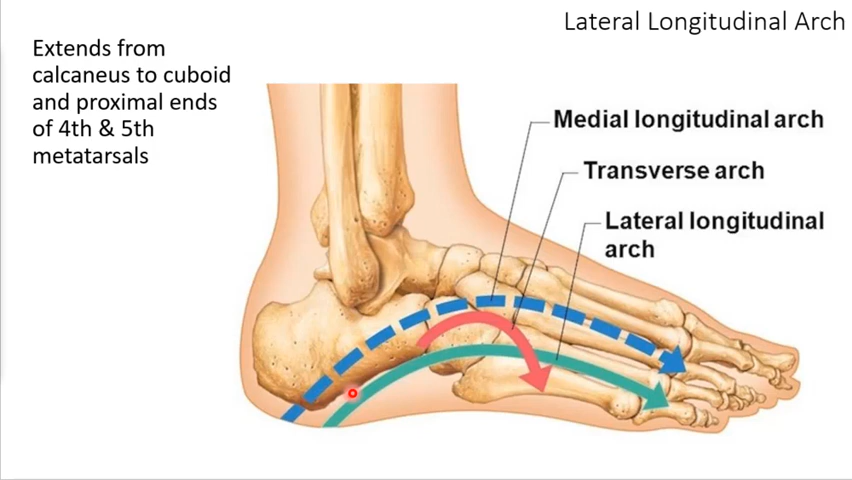 Lateral Longitudinal Arch
Extends from
calcaneus to cuboid
and proximal ends
of 4th & 5th
metatarsals
Medial longitudinal arch
Transverse arch
Lateral longitudinal
arch